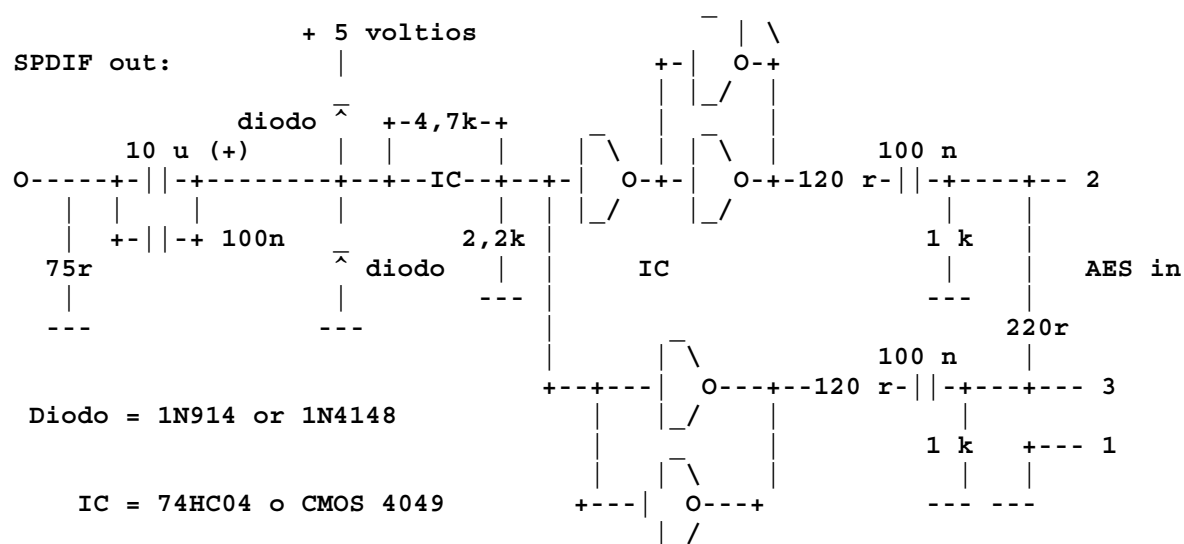 + 5 voltios
SPDIF out:
diodo +-4,7k-+
10 u (+) 100 n
O-----+-||-+--------+--+--IC--+--+-| O-+-| O-+-120 r-||-+----+-- 2
+-||-+ 100n 2,2k 1 k
75r diodo IC AES in
220r
100 n
+--+---| O---+--120 r-||-+---+--- 3
Diodo = 1N914 or 1N4148
1 k +--- 1
IC = 74HC04 o CMOS 4049